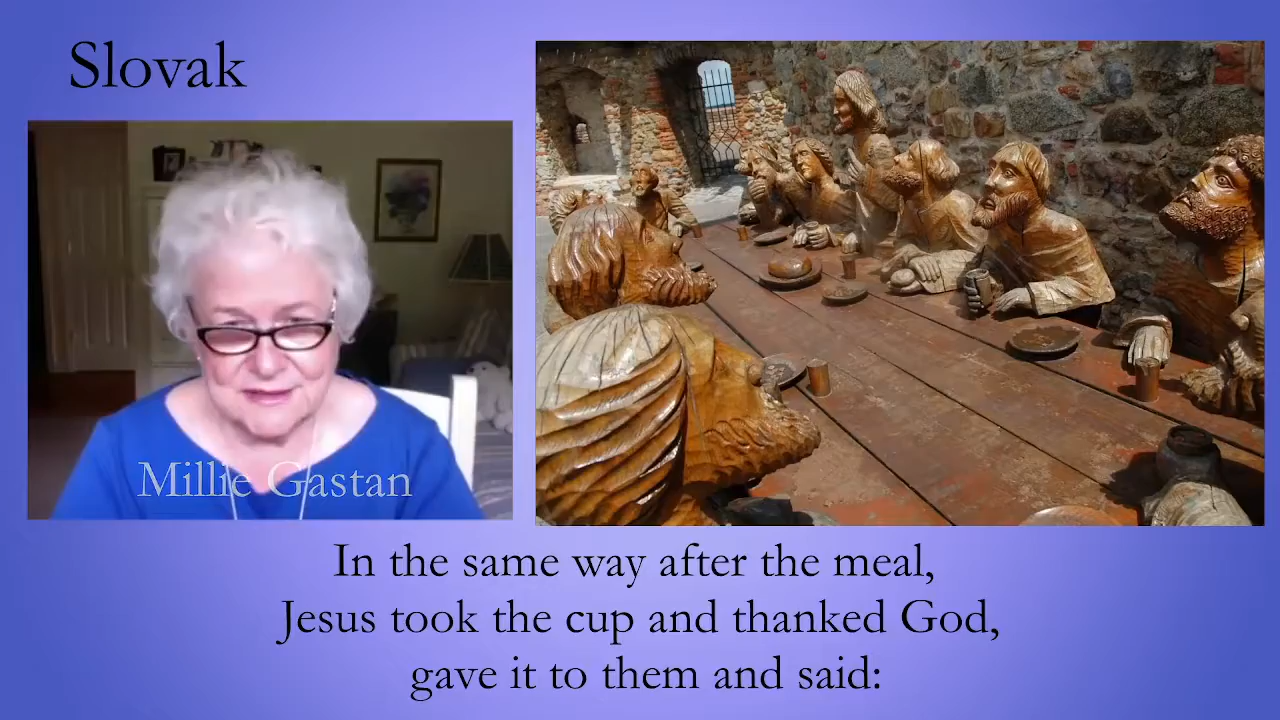 Slovak
Millie Gastan
In the same way after the meal,
Jesus took the cup and thanked God,
gave it to them and said: